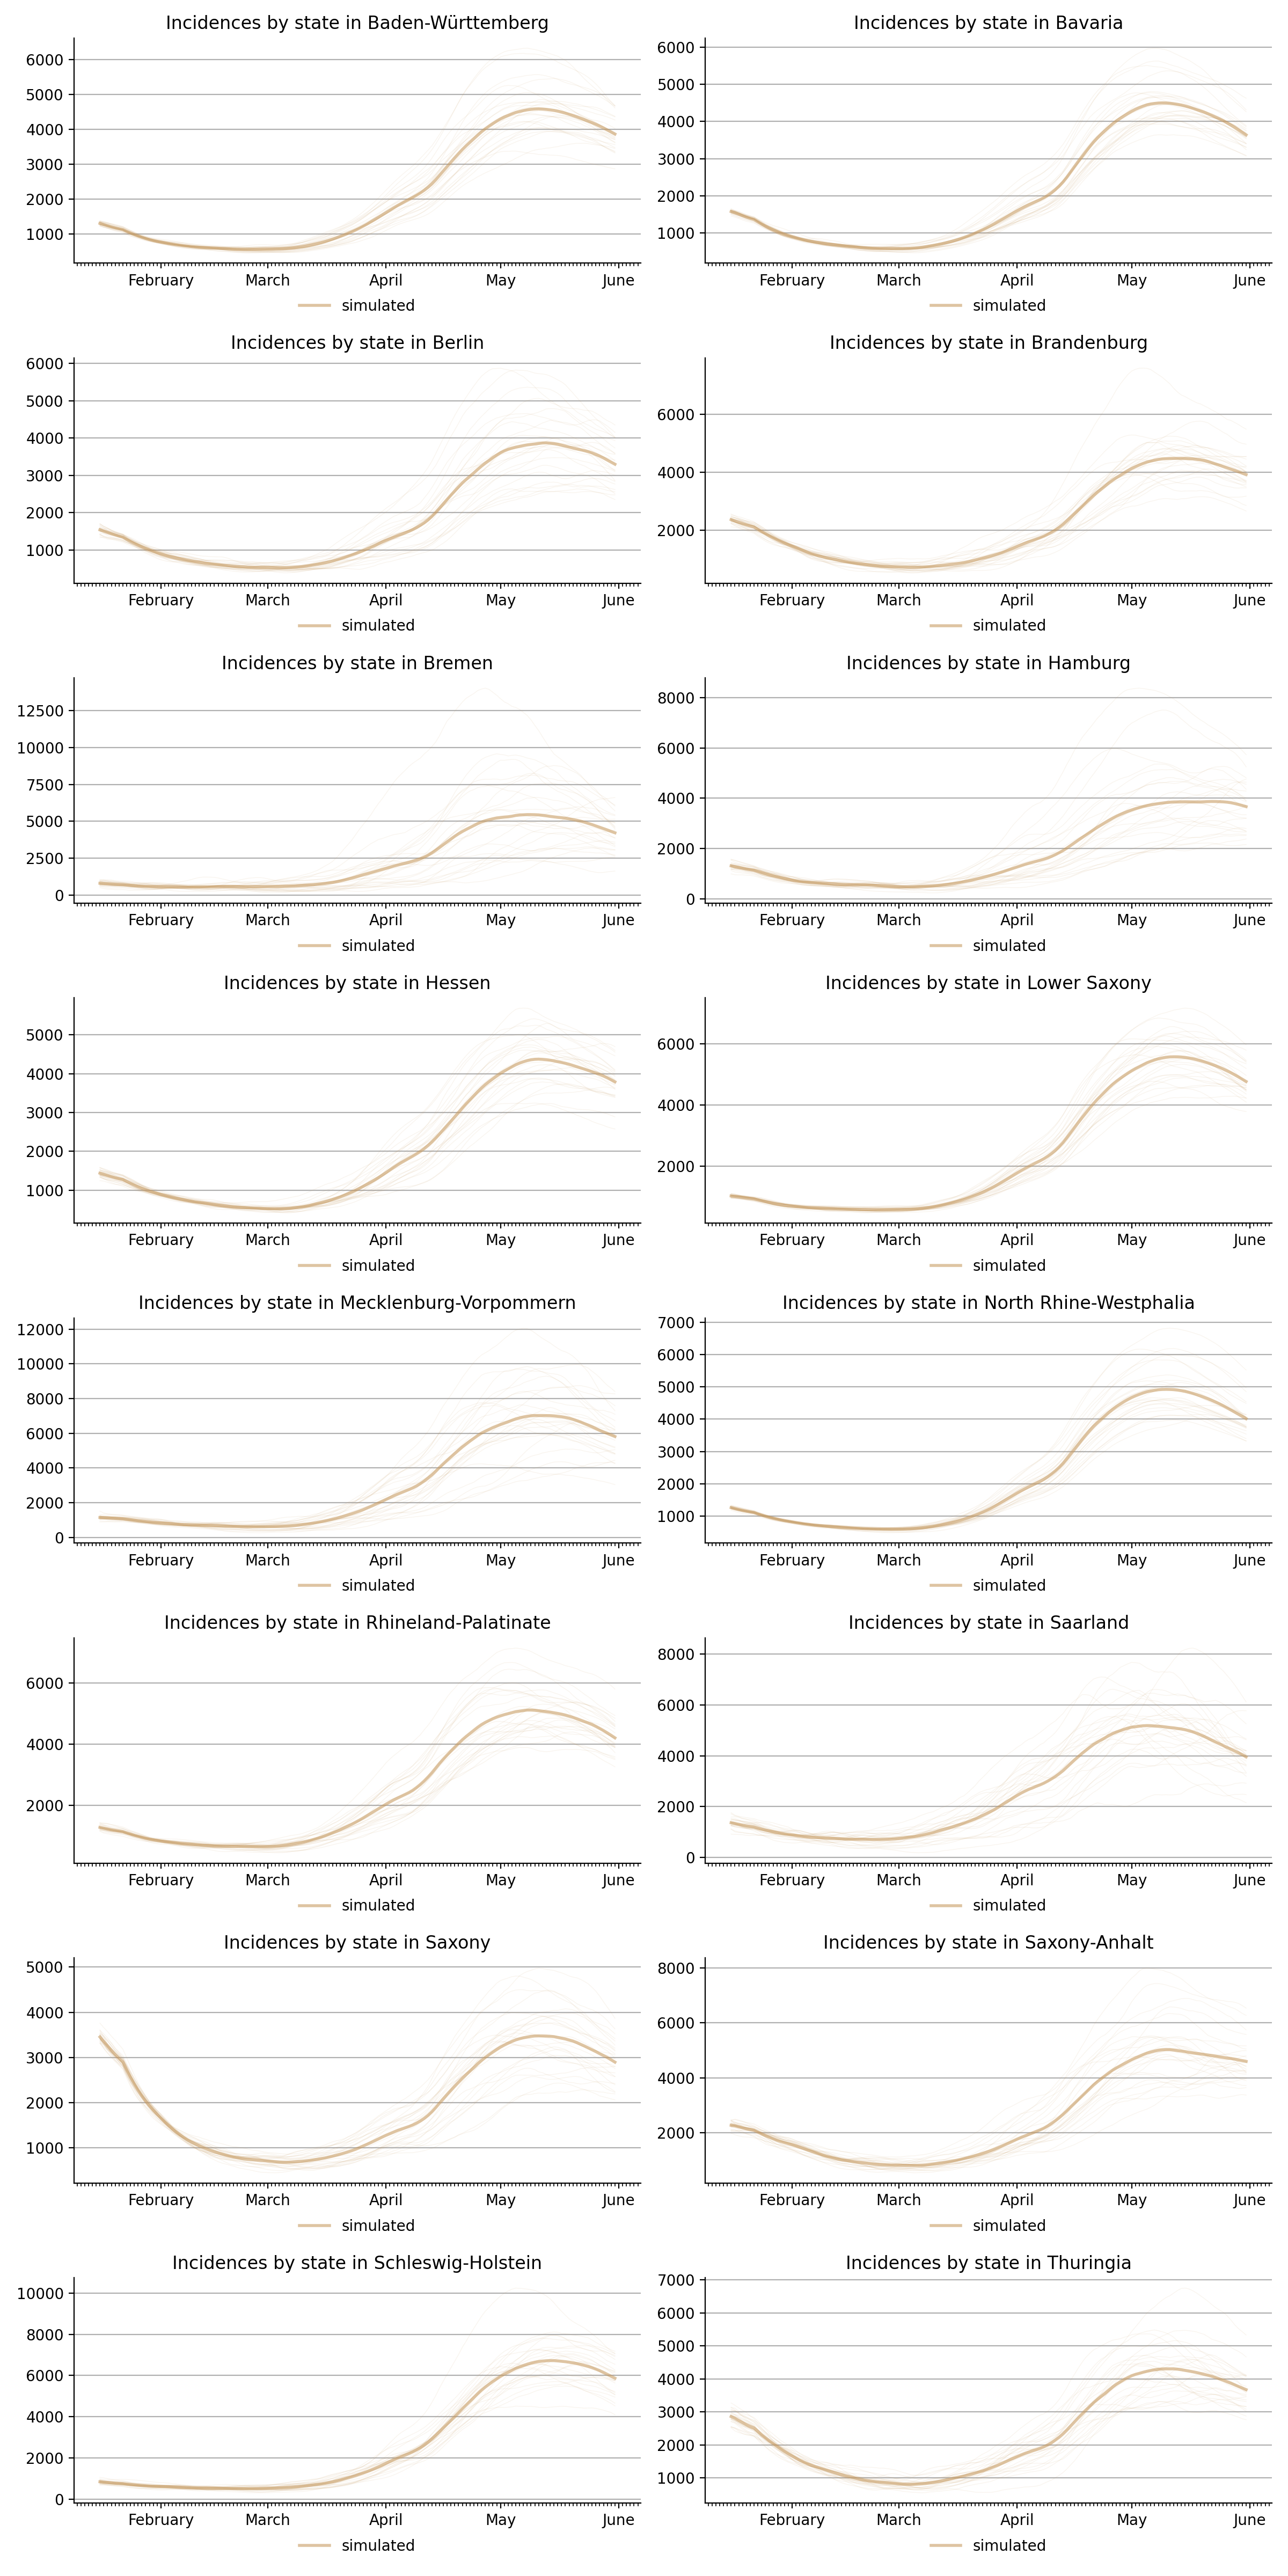 Incidences by state in Baden-Württemberg
6000
5000
4000
3000
2000
1000
February March April May June
simulated
Incidences by state in Bavaria
6000
5000
4000
3000
2000
1000
February March April May June
simulated
Incidences by state in Berlin
6000
5000
4000
3000
2000
1000
February March April May June
simulated
Incidences by state in Brandenburg
6000
4000
2000
February March April May June
simulated
Incidences by state in Bremen
12500
10000
7500
5000
2500
0
February March April May June
simulated
Incidences by state in Hamburg
8000
6000
4000
2000
0
February March April May June
simulated
Incidences by state in Hessen
5000
4000
3000
2000
1000
February March April May June
simulated
Incidences by state in Lower Saxony
6000
4000
2000
February March April May June
simulated
Incidences by state in Mecklenburg-Vorpommern
12000
10000
8000
6000
4000
2000
0
February March April May June
simulated
Incidences by state in North Rhine-Westphalia
7000
6000
5000
4000
3000
2000
1000
February March April May June
simulated
Incidences by state in Rhineland-Palatinate
6000
4000
2000
February March April May June
simulated
Incidences by state in Saarland
8000
6000
4000
2000
0
February March April May June
simulated
Incidences by state in Saxony
5000
4000
3000
2000
1000
February March April May June
simulated
Incidences by state in Saxony-Anhalt
8000
6000
4000
2000
February March April May June
simulated
Incidences by state in Schleswig-Holstein
10000
8000
6000
4000
2000
0
February March April May June
simulated
Incidences by state in Thuringia
7000
6000
5000
4000
3000
2000
1000
February March April May June
simulated